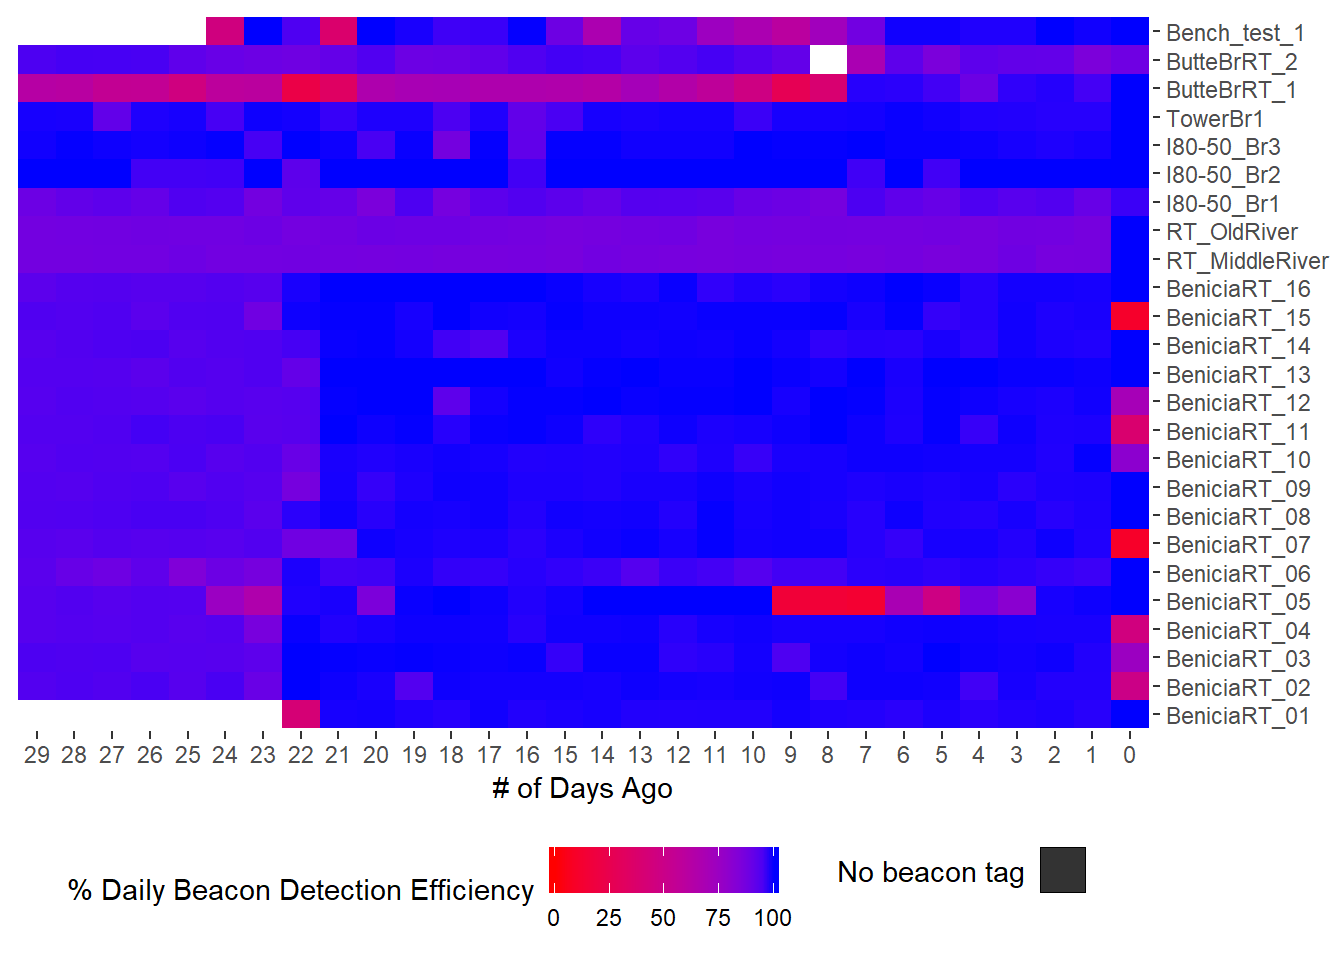 Bench_test_1
ButteBrRT_2
ButteBrRT_1
TowerBr1
I80-50_Br3
I80-50_Br2
I80-50_Br1
RT_OldRiver
RT_MiddleRiver
BeniciaRT_16
BeniciaRT_15
BeniciaRT_14
BeniciaRT_13
BeniciaRT_12
BeniciaRT_11
BeniciaRT_10
BeniciaRT_09
BeniciaRT_08
BeniciaRT_07
BeniciaRT_06
BeniciaRT_05
BeniciaRT_04
BeniciaRT_03
BeniciaRT_02
BeniciaRT_01
29 28 27 26 25 24 23 22 21 20 19 18 17 16 15 14 13 12 11 10 9 8 7 6 5 4 3 2 1 0
# of Days Ago
% Daily Beacon Detection Efficiency
0 25 50 75 100
No beacon tag